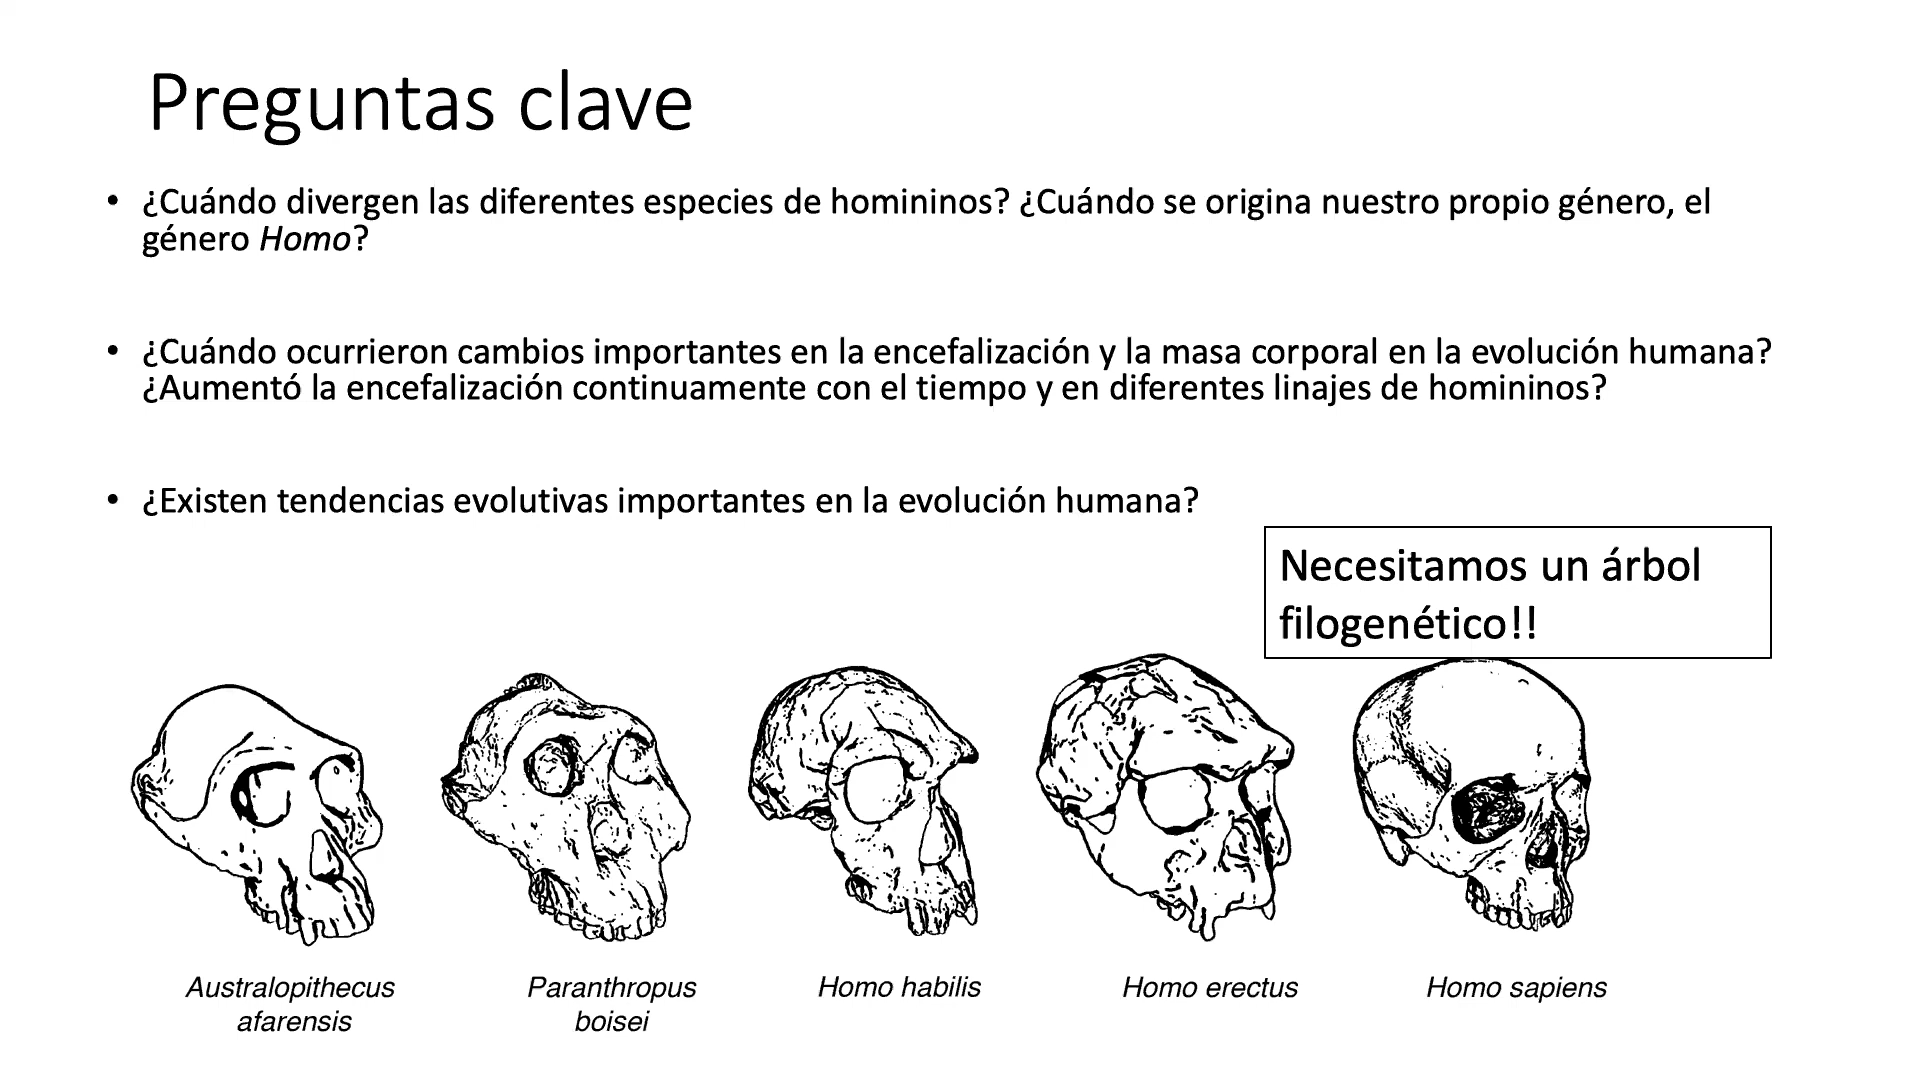 Preguntas clave
• ¿Cuándo divergen las diferentes especies de homininos? ¿Cuándo se origina nuestro propio género, el
género Homo?
• ¿Cuándo ocurrieron cambios importantes en la encefalización y la masa corporal en la evolución humana?
¿Aumentó la encefalización continuamente con el tiempo y en diferentes linajes de homininos?
• ¿Existen tendencias evolutivas importantes en la evolución humana?
Necesitamos un árbol
filogenético!!
Australopithecus
afarensis
Paranthropus
boisei
Homo habilis
Homo erectus
Homo sapiens